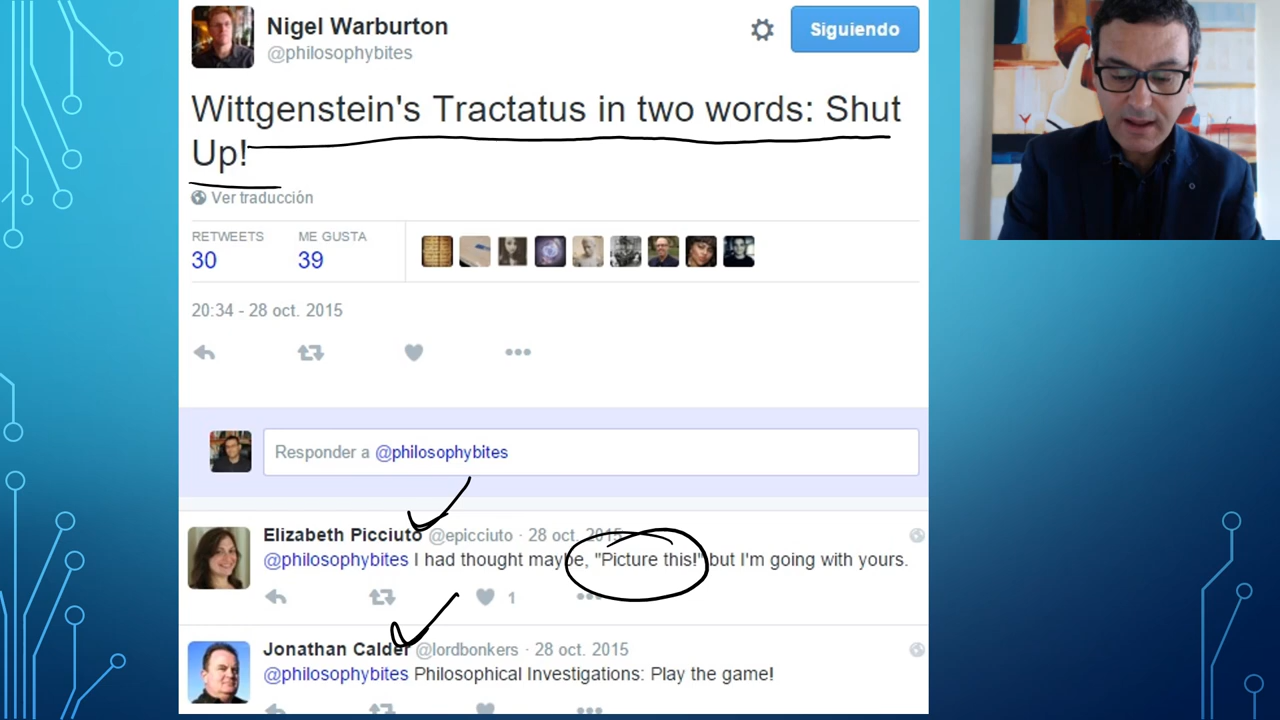 Nigel Warburton
@philosophybites
Siguiendo
Wittgenstein's Tractatus in two words: Shut
Up!
Ver traducción
RETWEETS ME GUSTA
30 39
20:34 - 28 oct. 2015
Responder a @philosophybites
Elizabeth Picciuto @epicciuto · 28 oct. 2015
@philosophybites I had thought maybe, "Picture this!" but I'm going with yours.
1
Jonathan Calder @lordbonkers · 28 oct. 2015
@philosophybites Philosophical Investigations: Play the game!